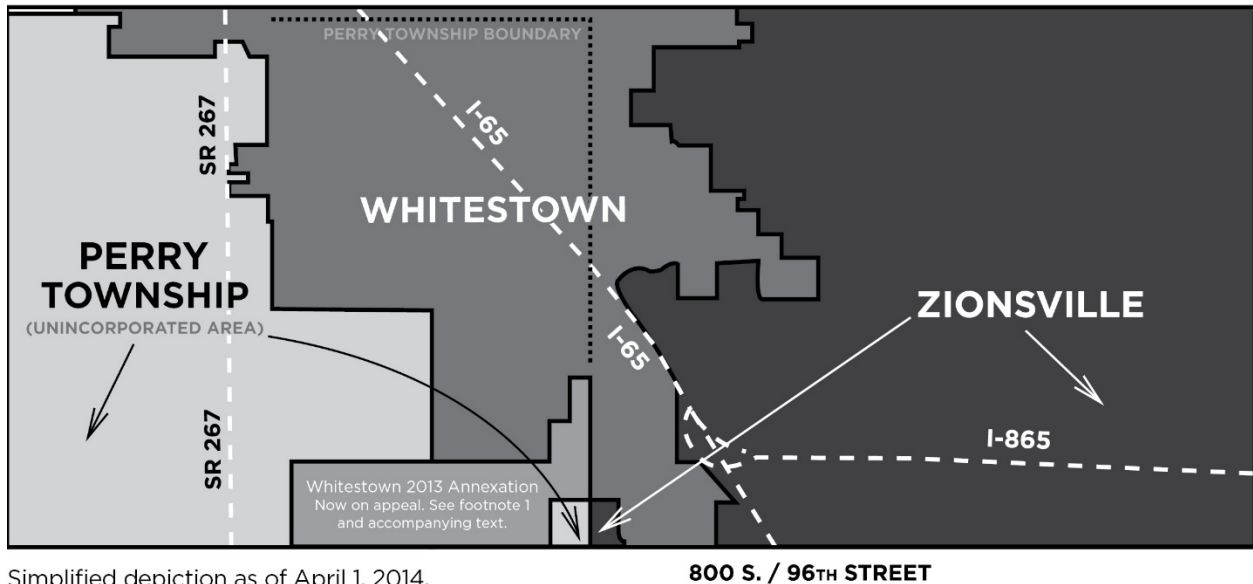 PERRY TOWNSHIP BOUNDARY
I-65
SR 267
WHITESTOWN
PERRY
TOWNSHIP
(UNINCORPORATED AREA)
ZIONSVILLE
I-65
SR 267
I-865
Whitestown 2013 Annexation
Now on appeal. See footnote 1
and accompanying text.
Simplified depiction as of April 1, 2014.
800 S. / 96TH STREET